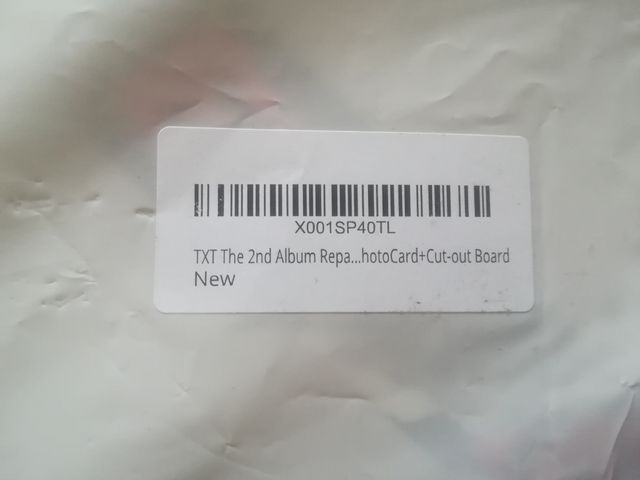 X001SP40TL
TXT The 2nd Album Repa...hotoCard+Cut-out Board
New